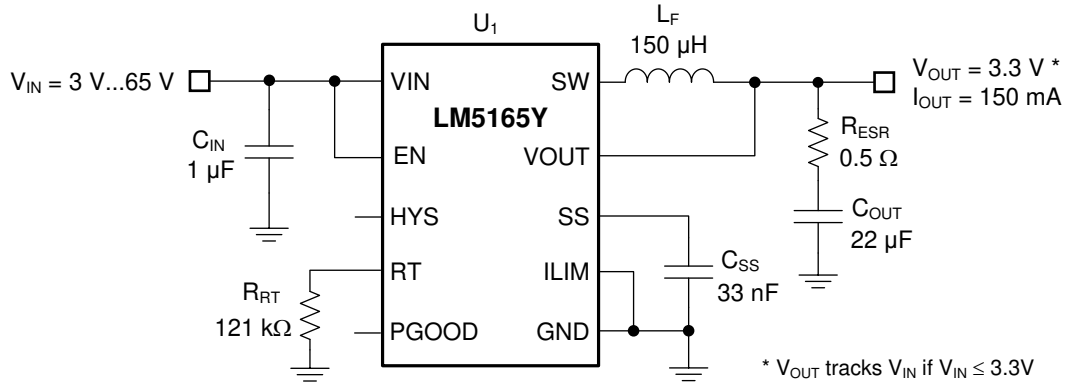 U1
LF
150 µH
VIN = 3 V...65 V
VIN
SW
VOUT = 3.3 V *
IOUT = 150 mA
LM5165Y
CIN
1 µF
RESR
0.5 Ω
EN
VOUT
HYS
SS
COUT
22 µF
RT
ILIM
CSS
33 nF
RRT
121 kΩ
PGOOD
GND
* VOUT tracks VIN if VIN ≤ 3.3V